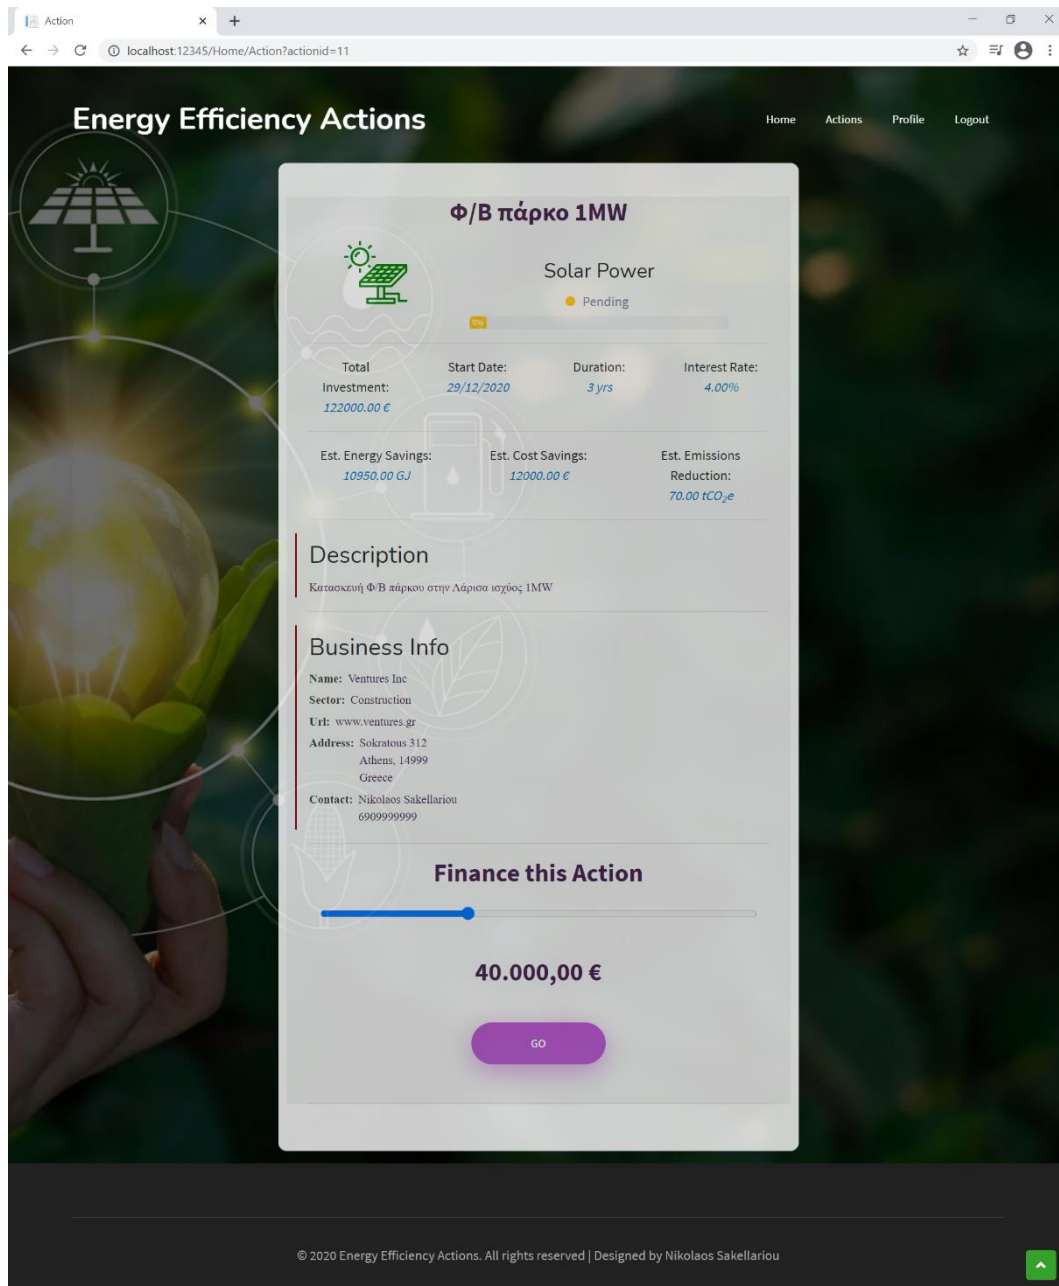 Action
localhost:12345/Home/Action?actionid=11
Energy Efficiency Actions
Home Actions Profile Logout
Φ/Β πάρκο 1MW
Solar Power
Pending
0%
Total Investment:
122000.00 €
Start Date:
29/12/2020
Duration:
3 yrs
Interest Rate:
4.00%
Est. Energy Savings:
10950.00 GJ
Est. Cost Savings:
12000.00 €
Est. Emissions
Reduction:
70.00 tCO₂e
Description
Κατασκευή Φ/Β πάρκου στην Λάρισα ισχύος 1MW
Business Info
Name: Ventures Inc
Sector: Construction
Url: www.ventures.gr
Address: Sokratous 312
Athens, 14999
Greece
Contact: Nikolaos Sakellariou
6909999999
Finance this Action
40.000,00 €
GO
© 2020 Energy Efficiency Actions. All rights reserved | Designed by Nikolaos Sakellariou